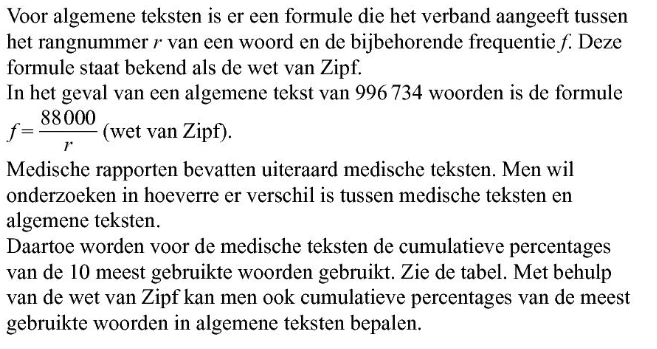 Voor algemene teksten is er een formule die het verband aangeeft tussen
het rangnummer r van een woord en de bijbehorende frequentie f. Deze
formule staat bekend als de wet van Zipf.
In het geval van een algemene tekst van 996 734 woorden is de formule
f = 88000 / r (wet van Zipf).
Medische rapporten bevatten uiteraard medische teksten. Men wil
onderzoeken in hoeverre er verschil is tussen medische teksten en
algemene teksten.
Daartoe worden voor de medische teksten de cumulatieve percentages
van de 10 meest gebruikte woorden gebruikt. Zie de tabel. Met behulp
van de wet van Zipf kan men ook cumulatieve percentages van de meest
gebruikte woorden in algemene teksten bepalen.